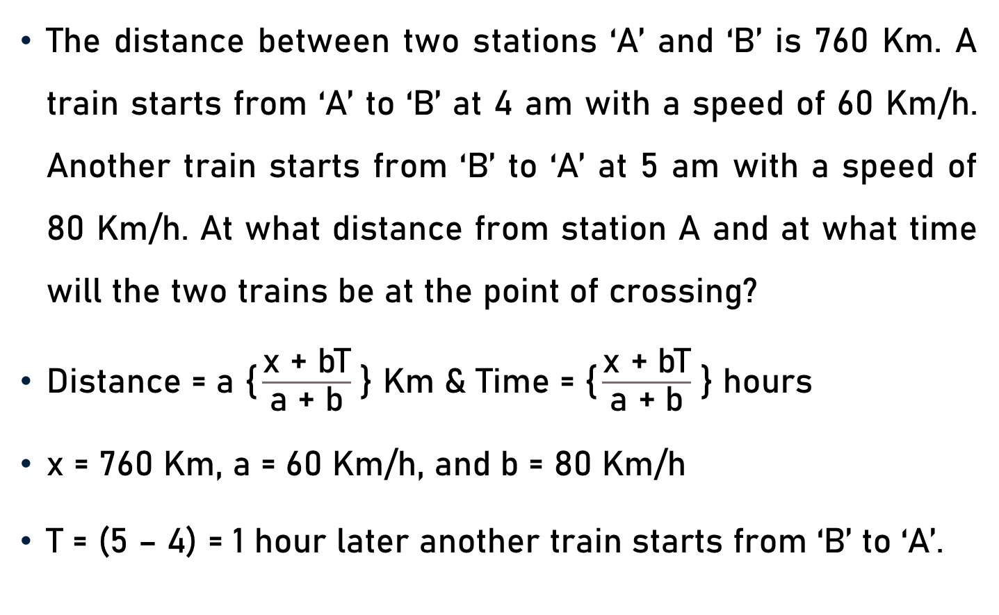 • The distance between two stations ‘A’ and ‘B’ is 760 Km. A
train starts from ‘A’ to ‘B’ at 4 am with a speed of 60 Km/h.
Another train starts from ‘B’ to ‘A’ at 5 am with a speed of
80 Km/h. At what distance from station A and at what time
will the two trains be at the point of crossing?
• Distance = a {(x + bT)/(a + b)} Km & Time = {(x + bT)/(a + b)} hours
• x = 760 Km, a = 60 Km/h, and b = 80 Km/h
• T = (5 – 4) = 1 hour later another train starts from ‘B’ to ‘A’.